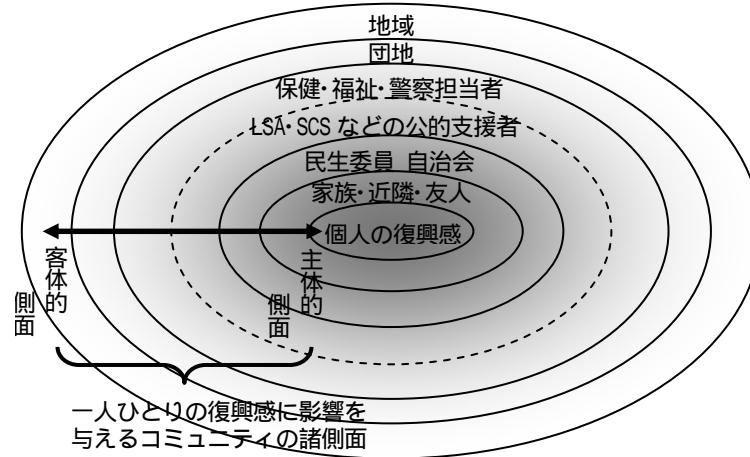 地域
団地
保健・福祉・警察担当者
LSA・SCS などの公的支援者
民生委員 自治会
家族・近隣・友人
個人の復興感
客体的
側面
主体的
側面
一人ひとりの復興感に影響を
与えるコミュニティの諸側面